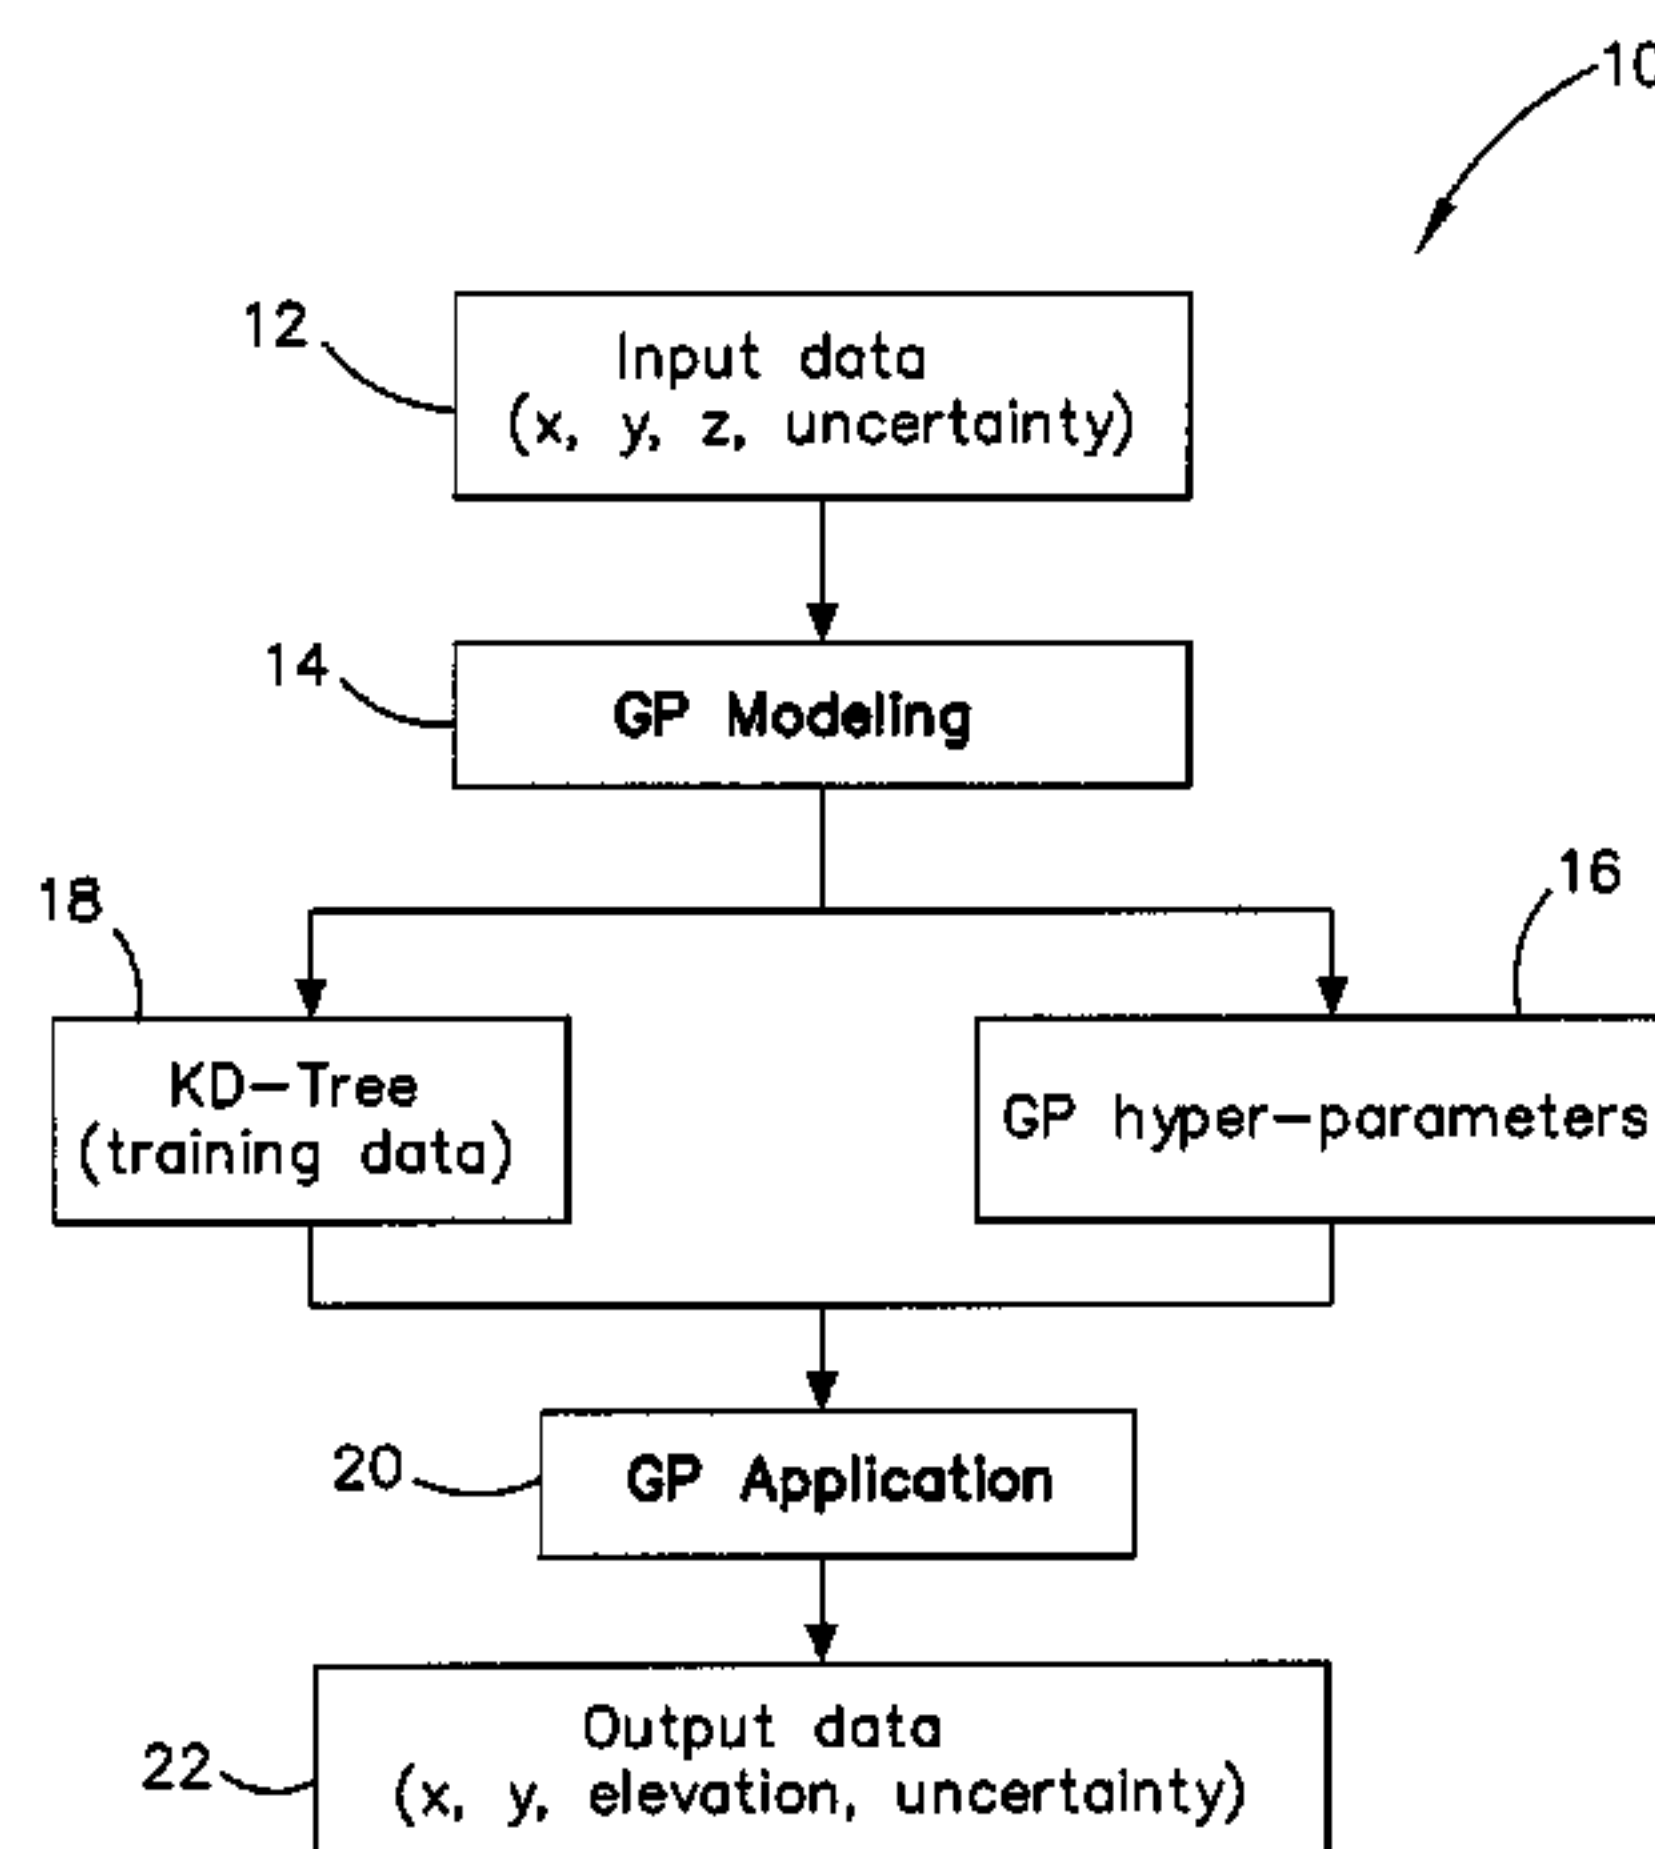 10
12
Input data
(x, y, z, uncertainty)
14
GP Modeling
18
16
KD-Tree
(training data)
GP hyper-parameters
20
GP Application
22
Output data
(x, y, elevation, uncertainty)